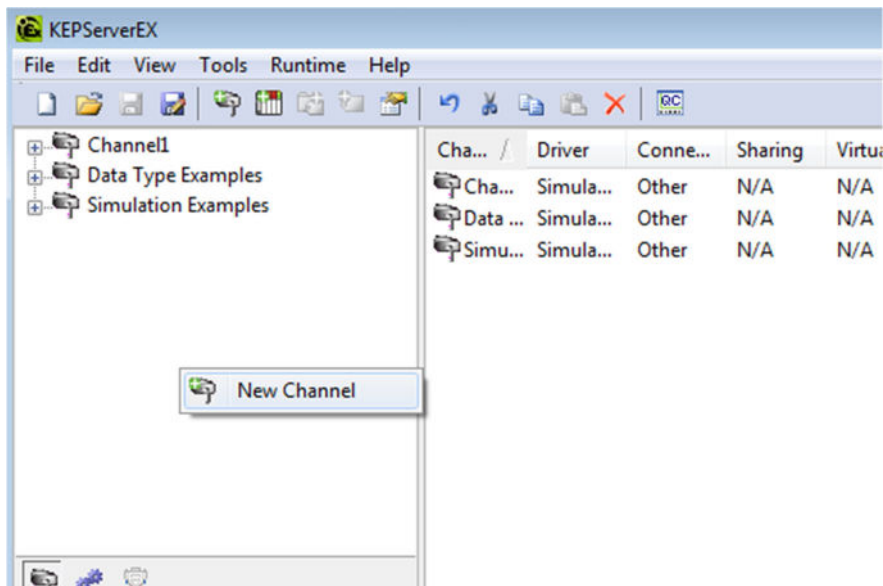 KEPServerEX
File Edit View Tools Runtime Help
QC
Channel1
Data Type Examples
Simulation Examples
Cha... Driver Conne... Sharing Virtua
Cha... Simula... Other N/A N/A
Data ... Simula... Other N/A N/A
Simu... Simula... Other N/A N/A
New Channel